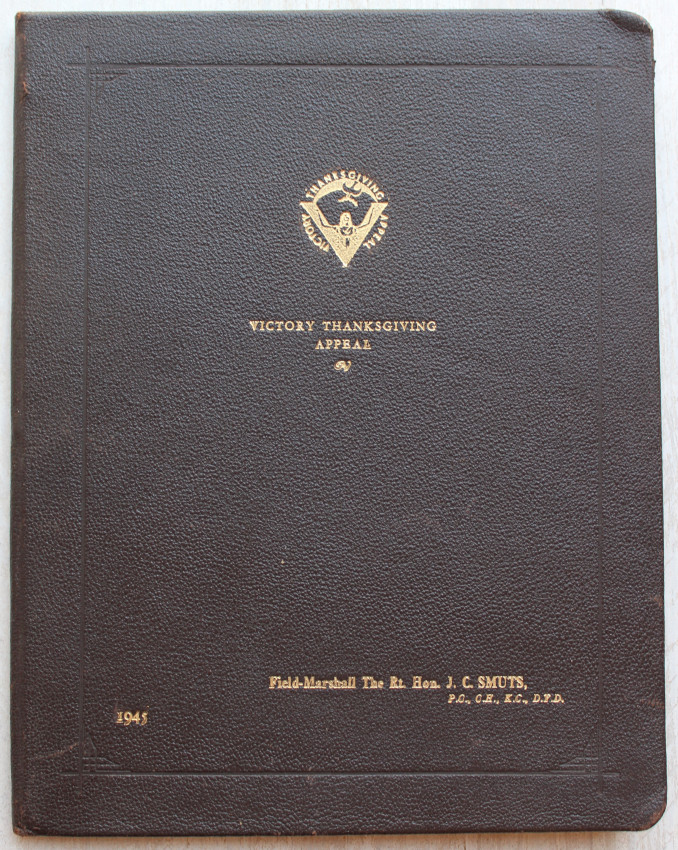 VICTORY THANKSGIVING APPEAL
VICTORY THANKSGIVING
APPEAL
Field-Marshall The Rt. Hon. J. C. SMUTS,
P.C., C.H., K.C., D.T.D.
1945